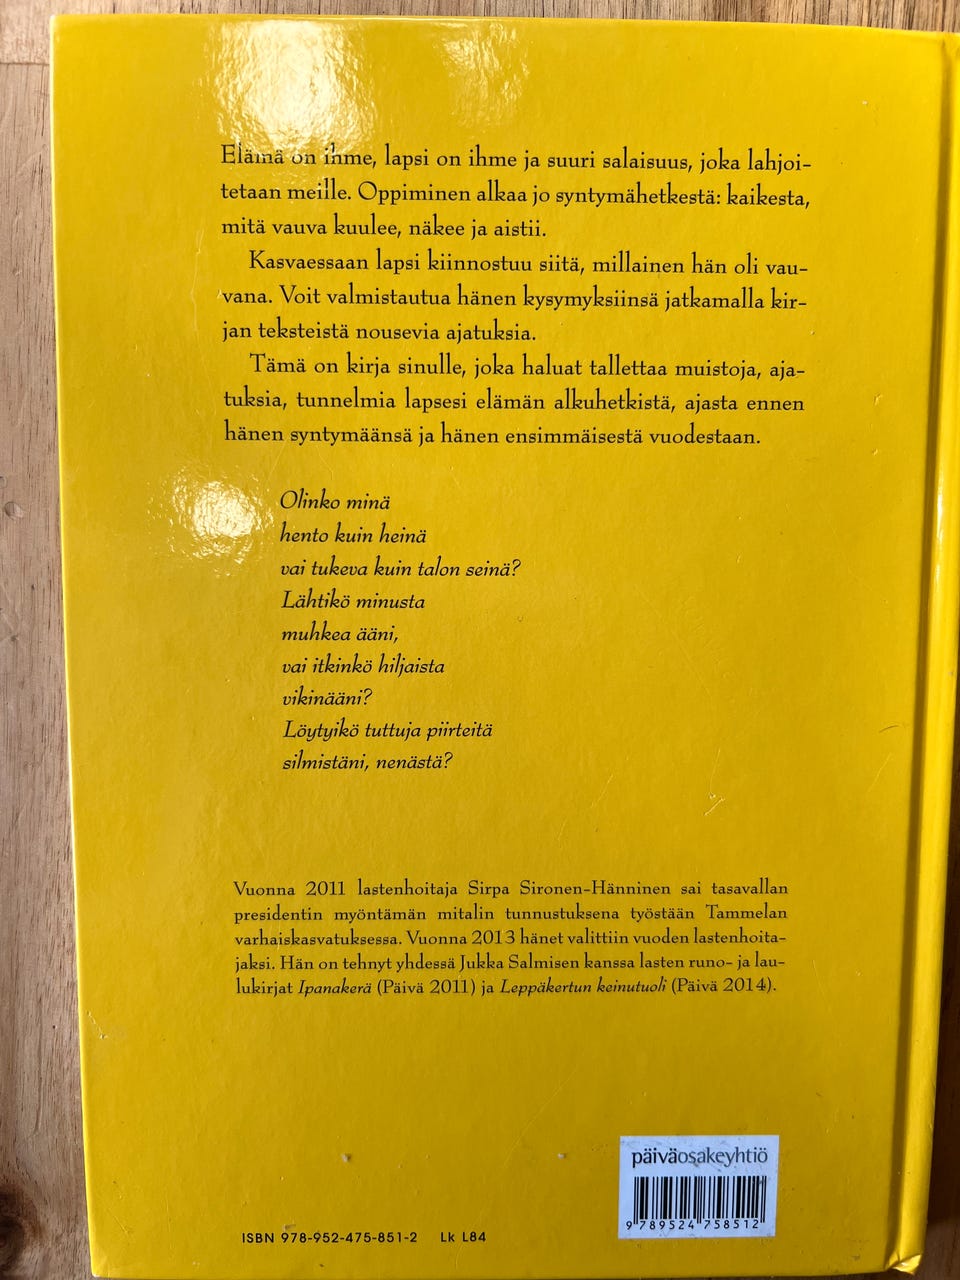 Elämä on ihme, lapsi on ihme ja suuri salaisuus, joka lahjoi-
tetaan meille. Oppiminen alkaa jo syntymähetkestä: kaikesta,
mitä vauva kuulee, näkee ja aistii.
Kasvaessaan lapsi kiinnostuu siitä, millainen hän oli vau-
vana. Voit valmistautua hänen kysymyksiinsä jatkamalla kir-
jan teksteistä nousevia ajatuksia.
Tämä on kirja sinulle, joka haluat tallettaa muistoja, aja-
tuksia, tunnelmia lapsesi elämän alkuhetkistä, ajasta ennen
hänen syntymäänsä ja hänen ensimmäisestä vuodestaan.
Olinko minä
hento kuin heinä
vai tukeva kuin talon seinä?
Lähtikö minusta
muhkea ääni,
vai itkinkö hiljaista
vikinääni?
Löytyikö tuttuja piirteitä
silmistäni, nenästä?
Vuonna 2011 lastenhoitaja Sirpa Sironen-Hänninen sai tasavallan
presidentin myöntämän mitalin tunnustuksena työstään Tammelan
varhaiskasvatuksessa. Vuonna 2013 hänet valittiin vuoden lastenhoita-
jaksi. Hän on tehnyt yhdessä Jukka Salmisen kanssa lasten runo- ja lau-
lukirjat Ipanakerä (Päivä 2011) ja Leppäkertun keinutuoli (Päivä 2014).
päiväosakeyhtiö
9 789524 758512
ISBN 978-952-475-851-2 Lk L84